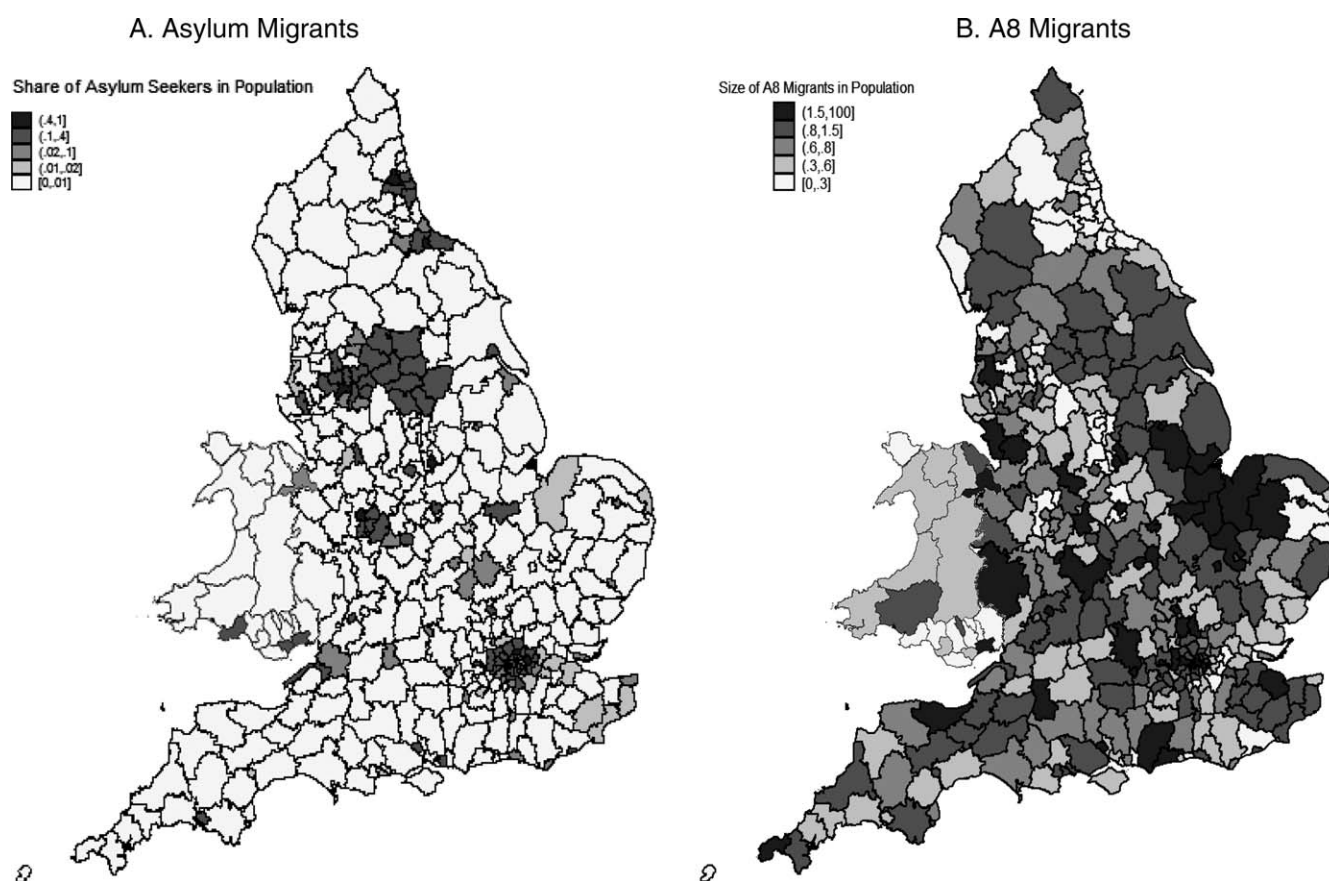 A. Asylum Migrants
Share of Asylum Seekers in Population
(.4,1]
(.1,.4]
(.02,.1]
(.01,.02]
[0,.01]
B. A8 Migrants
Size of A8 Migrants in Population
(1.5,100]
(.8,1.5]
(.6,.8]
(.3,.6]
[0,.3]